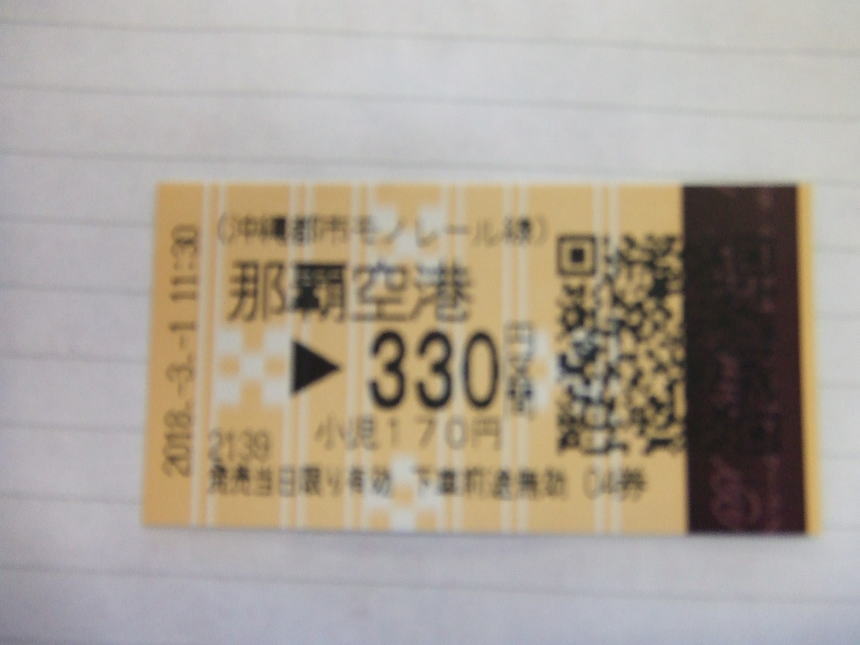 (沖縄都市モノレール線)
那覇空港
▶330円区間
小児170円
2139
発売当日限り有効 下車前途無効 04券
2018.-3.-1 11:30